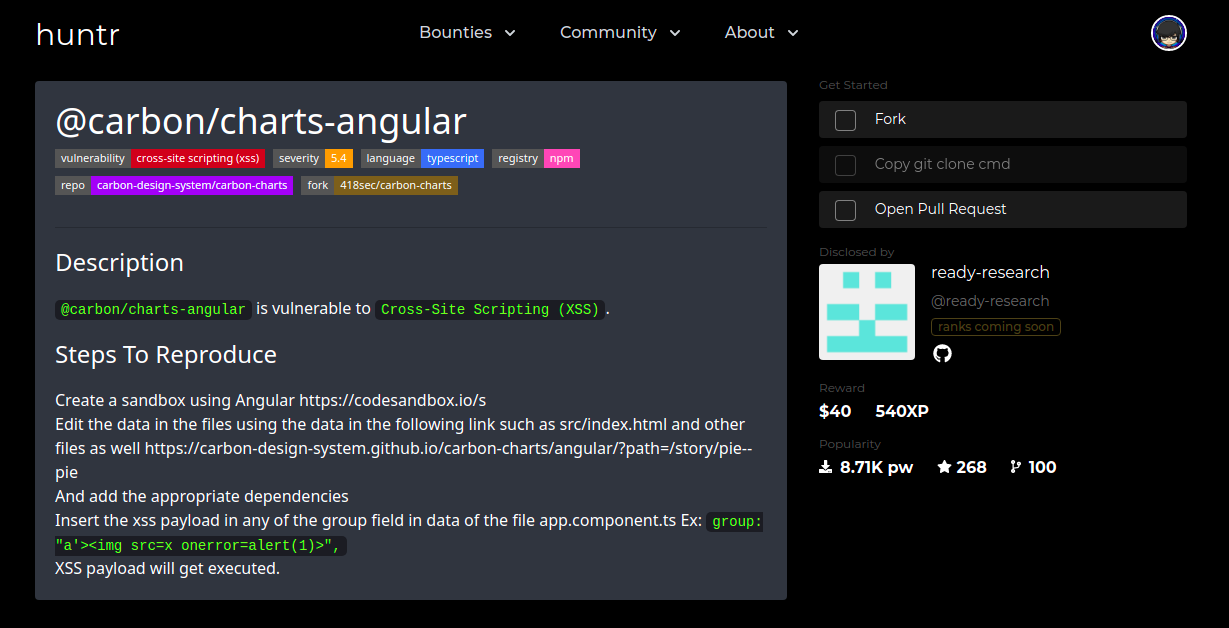 huntr
Bounties
Community
About
@carbon/charts-angular
vulnerability cross-site scripting (xss) severity 5.4 language typescript registry npm
repo carbon-design-system/carbon-charts fork 418sec/carbon-charts
Description
@carbon/charts-angular is vulnerable to Cross-Site Scripting (XSS).
Steps To Reproduce
Create a sandbox using Angular https://codesandbox.io/s
Edit the data in the files using the data in the following link such as src/index.html and other
files as well https://carbon-design-system.github.io/carbon-charts/angular/?path=/story/pie--
pie
And add the appropriate dependencies
Insert the xss payload in any of the group field in data of the file app.component.ts Ex: group:
"a'><img src=x onerror=alert(1)>",
XSS payload will get executed.
Get Started
Fork
Copy git clone cmd
Open Pull Request
Disclosed by
ready-research
@ready-research
ranks coming soon
Reward
$40 540XP
Popularity
8.71K pw 268 100